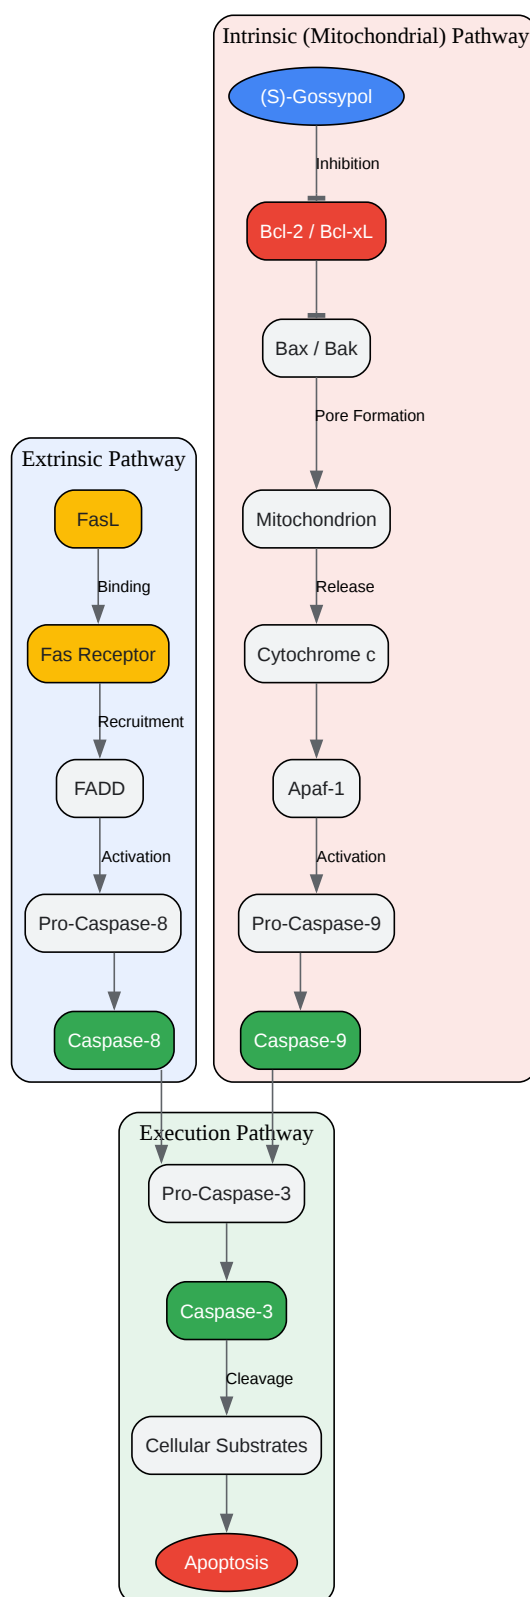 Intrinsic (Mitochondrial) Pathway
(S)-Gossypol
Inhibition
Bcl-2 / Bcl-xL
Bax / Bak
Pore Formation
Mitochondrion
Release
Cytochrome c
Apaf-1
Activation
Pro-Caspase-9
Caspase-9
Extrinsic Pathway
FasL
Binding
Fas Receptor
Recruitment
FADD
Activation
Pro-Caspase-8
Caspase-8
Execution Pathway
Pro-Caspase-3
Caspase-3
Cleavage
Cellular Substrates
Apoptosis